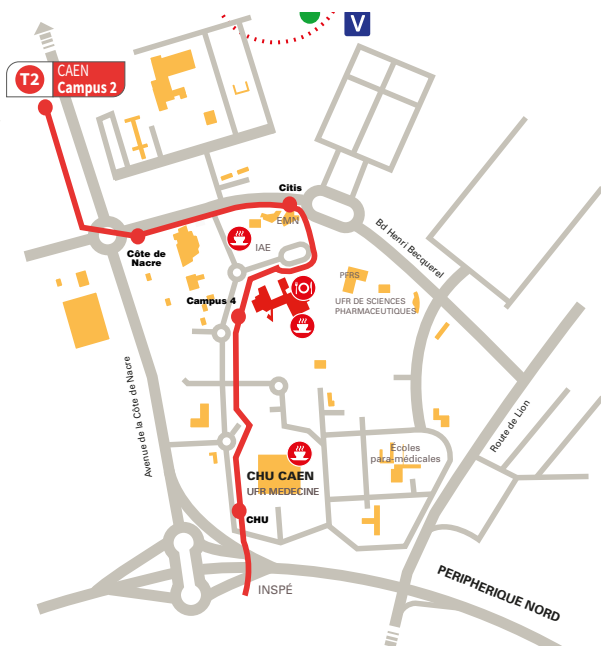 V
T2
CAEN
Campus 2
Citis
EMN
Côte de
Nacre
IAE
Bd Henri Becquerel
PFRS
Campus 4
UFR DE SCIENCES
PHARMACEUTIQUES
Avenue de la Côte de Nacre
Route de Lion
Écoles
para-médicales
CHU CAEN
UFR MEDECINE
CHU
INSPÉ
PERIPHERIQUE NORD